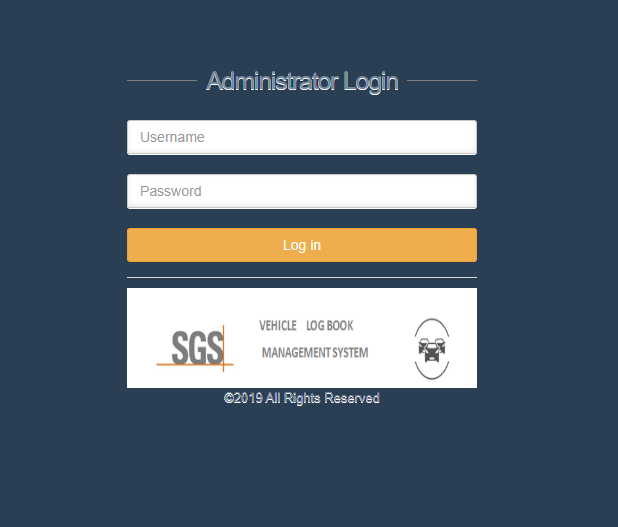 Administrator Login
Username
Password
Log in
SGS
VEHICLE LOG BOOK
MANAGEMENT SYSTEM
©2019 All Rights Reserved